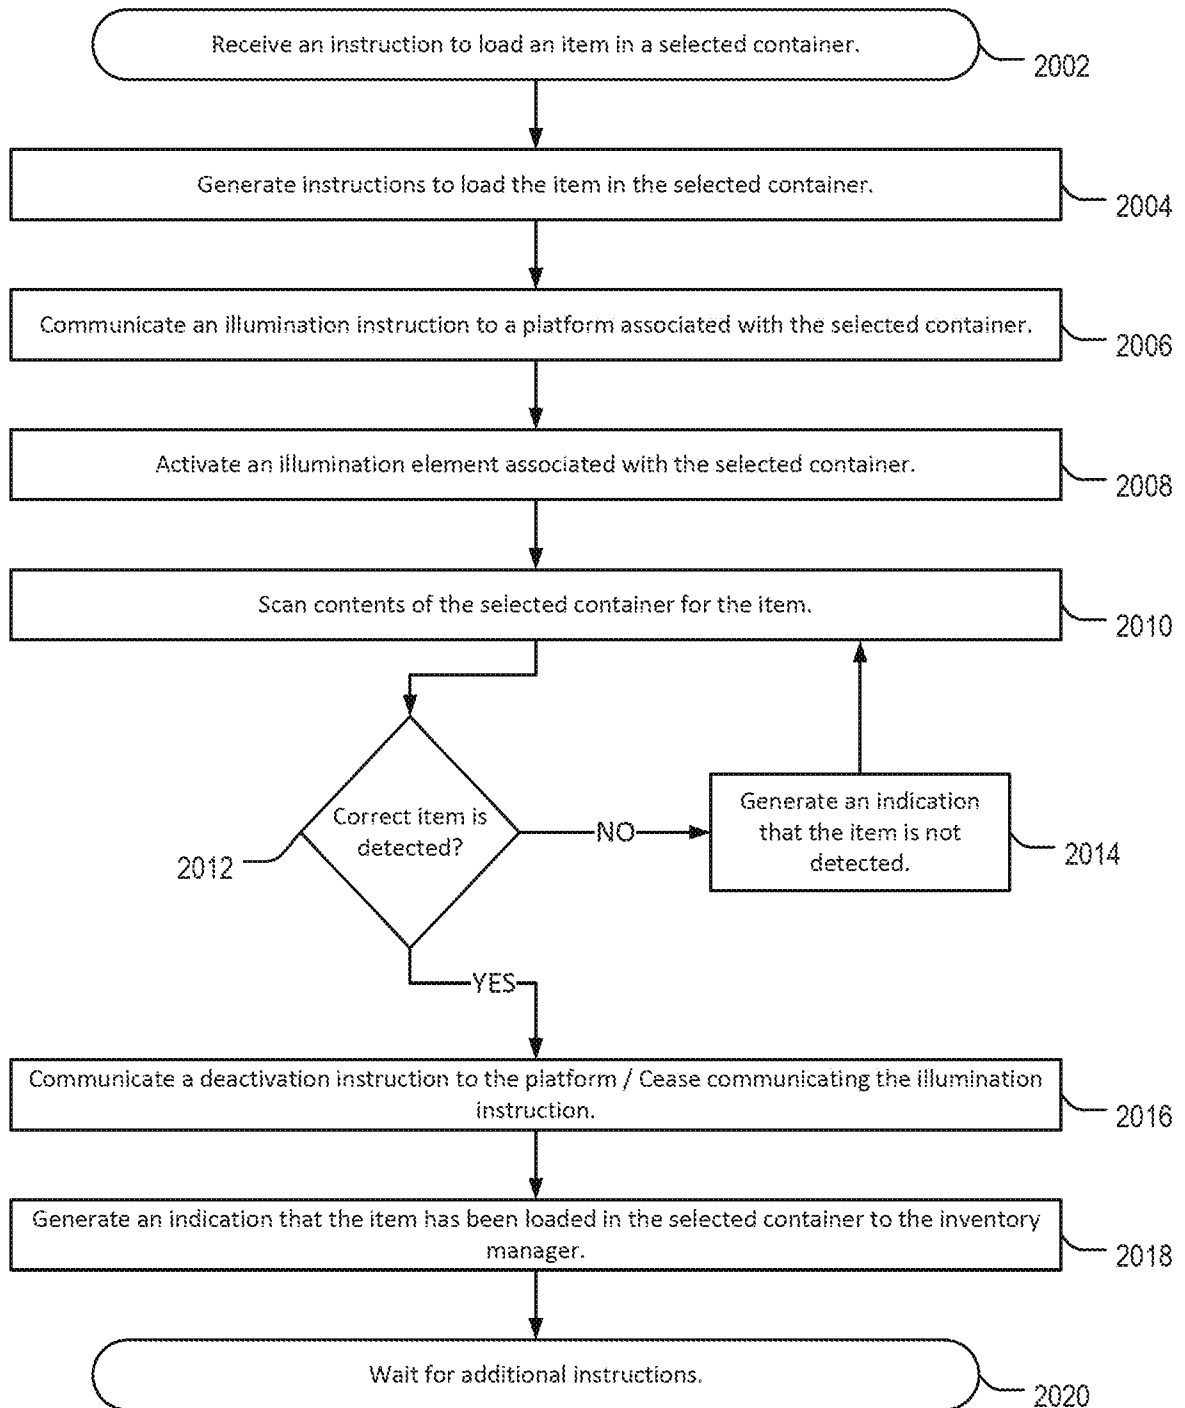 Receive an instruction to load an item in a selected container.
2002
Generate instructions to load the item in the selected container.
2004
Communicate an illumination instruction to a platform associated with the selected container.
2006
Activate an illumination element associated with the selected container.
2008
Scan contents of the selected container for the item.
2010
Correct item is
detected?
2012
NO
Generate an indication
that the item is not
detected.
2014
YES
Communicate a deactivation instruction to the platform / Cease communicating the illumination
instruction.
2016
Generate an indication that the item has been loaded in the selected container to the inventory
manager.
2018
Wait for additional instructions.
2020